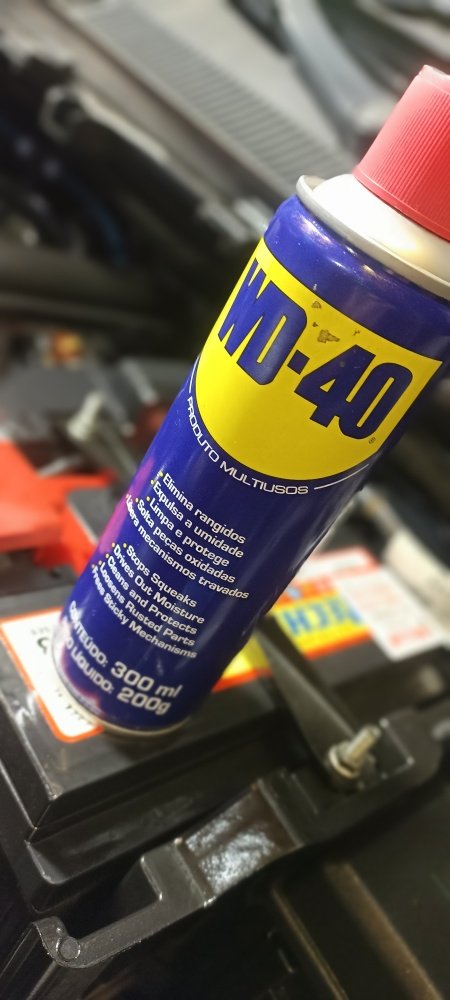 WD-40
®
PRODUTO MULTIUSOS
•Elimina rangidos
•Expulsa a umidade
•Limpa e protege
•Solta peças oxidadas
mecanismos travados
•Stops Squeaks
•Drives Out Moisture
•Cleans and Protects
•Loosens Rusted Parts
•Frees Sticky Mechanisms
CONTEÚDO: 300 ml
LÍQUIDO: 200g